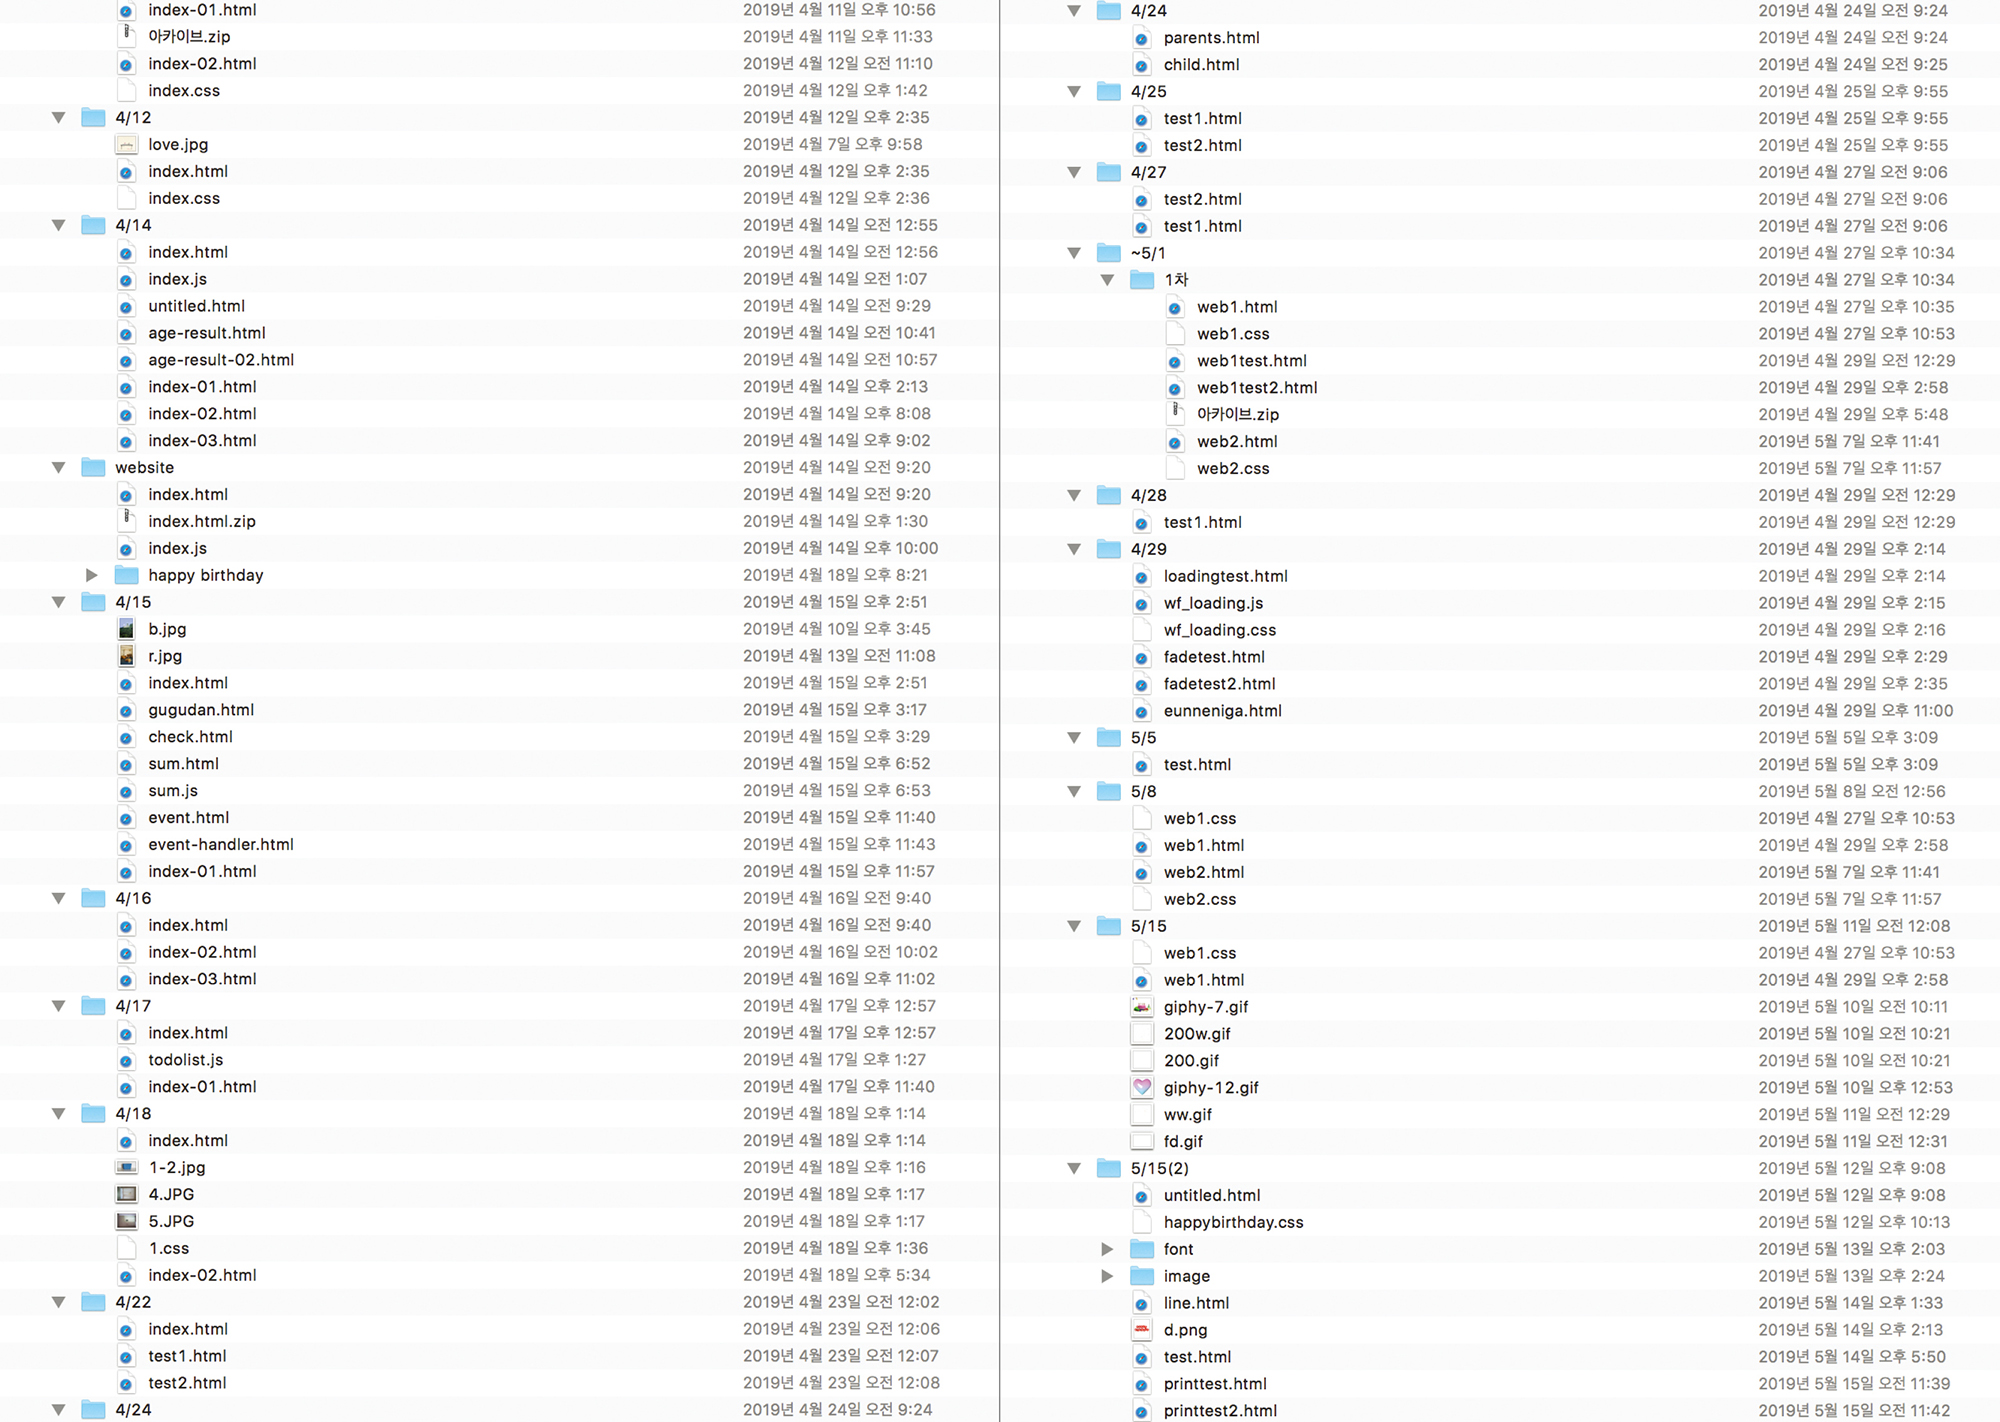 index-01.html 2019년 4월 11일 오후 10:56
아카이브.zip 2019년 4월 11일 오후 11:33
index-02.html 2019년 4월 12일 오전 11:10
index.css 2019년 4월 12일 오후 1:42
4/12 2019년 4월 12일 오후 2:35
love.jpg 2019년 4월 7일 오후 9:58
index.html 2019년 4월 12일 오후 2:35
index.css 2019년 4월 12일 오후 2:36
4/14 2019년 4월 14일 오전 12:55
index.html 2019년 4월 14일 오전 12:56
index.js 2019년 4월 14일 오전 1:07
untitled.html 2019년 4월 14일 오전 9:29
age-result.html 2019년 4월 14일 오전 10:41
age-result-02.html 2019년 4월 14일 오전 10:57
index-01.html 2019년 4월 14일 오후 2:13
index-02.html 2019년 4월 14일 오후 8:08
index-03.html 2019년 4월 14일 오후 9:02
website 2019년 4월 14일 오전 9:20
index.html 2019년 4월 14일 오전 9:20
index.html.zip 2019년 4월 14일 오후 1:30
index.js 2019년 4월 14일 오후 10:00
happy birthday 2019년 4월 18일 오후 8:21
4/15 2019년 4월 15일 오후 2:51
b.jpg 2019년 4월 10일 오후 3:45
r.jpg 2019년 4월 13일 오전 11:08
index.html 2019년 4월 15일 오후 2:51
gugudan.html 2019년 4월 15일 오후 3:17
check.html 2019년 4월 15일 오후 3:29
sum.html 2019년 4월 15일 오후 6:52
sum.js 2019년 4월 15일 오후 6:53
event.html 2019년 4월 15일 오후 11:40
event-handler.html 2019년 4월 15일 오후 11:43
index-01.html 2019년 4월 15일 오후 11:57
4/16 2019년 4월 16일 오전 9:40
index.html 2019년 4월 16일 오전 9:40
index-02.html 2019년 4월 16일 오전 10:02
index-03.html 2019년 4월 16일 오전 11:02
4/17 2019년 4월 17일 오후 12:57
index.html 2019년 4월 17일 오후 12:57
todolist.js 2019년 4월 17일 오후 1:27
index-01.html 2019년 4월 17일 오후 11:40
4/18 2019년 4월 18일 오후 1:14
index.html 2019년 4월 18일 오후 1:14
1-2.jpg 2019년 4월 18일 오후 1:16
4.JPG 2019년 4월 18일 오후 1:17
5.JPG 2019년 4월 18일 오후 1:17
1.css 2019년 4월 18일 오후 1:36
index-02.html 2019년 4월 18일 오후 5:34
4/22 2019년 4월 23일 오전 12:02
index.html 2019년 4월 23일 오전 12:06
test1.html 2019년 4월 23일 오전 12:07
test2.html 2019년 4월 23일 오전 12:08
4/24 2019년 4월 24일 오전 9:24
4/24 2019년 4월 24일 오전 9:24
parents.html 2019년 4월 24일 오전 9:24
child.html 2019년 4월 24일 오전 9:25
4/25 2019년 4월 25일 오전 9:55
test1.html 2019년 4월 25일 오전 9:55
test2.html 2019년 4월 25일 오전 9:55
4/27 2019년 4월 27일 오전 9:06
test2.html 2019년 4월 27일 오전 9:06
test1.html 2019년 4월 27일 오전 9:06
~5/1 2019년 4월 27일 오후 10:34
1차 2019년 4월 27일 오후 10:34
web1.html 2019년 4월 27일 오후 10:35
web1.css 2019년 4월 27일 오후 10:53
web1test.html 2019년 4월 29일 오전 12:29
web1test2.html 2019년 4월 29일 오후 2:58
아카이브.zip 2019년 4월 29일 오후 5:48
web2.html 2019년 5월 7일 오후 11:41
web2.css 2019년 5월 7일 오후 11:57
4/28 2019년 4월 29일 오전 12:29
test1.html 2019년 4월 29일 오전 12:29
4/29 2019년 4월 29일 오후 2:14
loadingtest.html 2019년 4월 29일 오후 2:14
wf_loading.js 2019년 4월 29일 오후 2:15
wf_loading.css 2019년 4월 29일 오후 2:16
fadetest.html 2019년 4월 29일 오후 2:29
fadetest2.html 2019년 4월 29일 오후 2:35
eunneniga.html 2019년 4월 29일 오후 11:00
5/5 2019년 5월 5일 오후 3:09
test.html 2019년 5월 5일 오후 3:09
5/8 2019년 5월 8일 오전 12:56
web1.css 2019년 4월 27일 오후 10:53
web1.html 2019년 4월 29일 오후 2:58
web2.html 2019년 5월 7일 오후 11:41
web2.css 2019년 5월 7일 오후 11:57
5/15 2019년 5월 11일 오전 12:08
web1.css 2019년 4월 27일 오후 10:53
web1.html 2019년 4월 29일 오후 2:58
giphy-7.gif 2019년 5월 10일 오전 10:11
200w.gif 2019년 5월 10일 오전 10:21
200.gif 2019년 5월 10일 오전 10:21
giphy-12.gif 2019년 5월 10일 오후 12:53
ww.gif 2019년 5월 11일 오전 12:29
fd.gif 2019년 5월 11일 오전 12:31
5/15(2) 2019년 5월 12일 오후 9:08
untitled.html 2019년 5월 12일 오후 9:08
happybirthday.css 2019년 5월 12일 오후 10:13
font 2019년 5월 13일 오후 2:03
image 2019년 5월 13일 오후 2:24
line.html 2019년 5월 14일 오후 1:33
d.png 2019년 5월 14일 오후 2:13
test.html 2019년 5월 14일 오후 5:50
printtest.html 2019년 5월 15일 오전 11:39
printtest2.html 2019년 5월 15일 오전 11:42